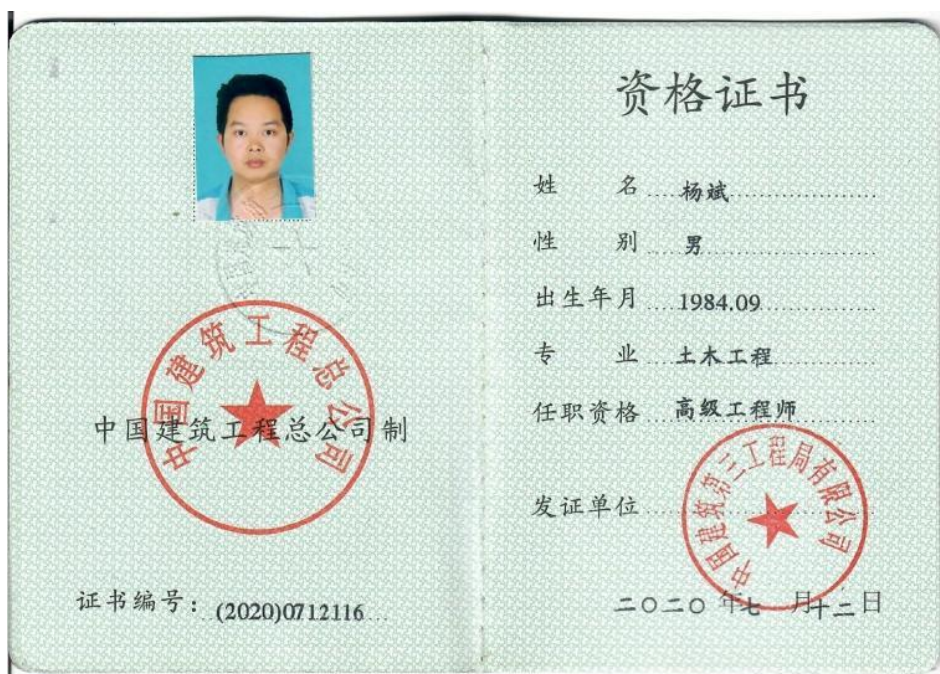 中国建筑工程总公司
中国建筑工程总公司制
证书编号：(2020)0712116
资格证书
姓 名 杨斌
性 别 男
出生年月 1984.09
专 业 土木工程
任职资格 高级工程师
发证单位
中国建筑第三工程局有限公司
二〇二〇年七月十二日